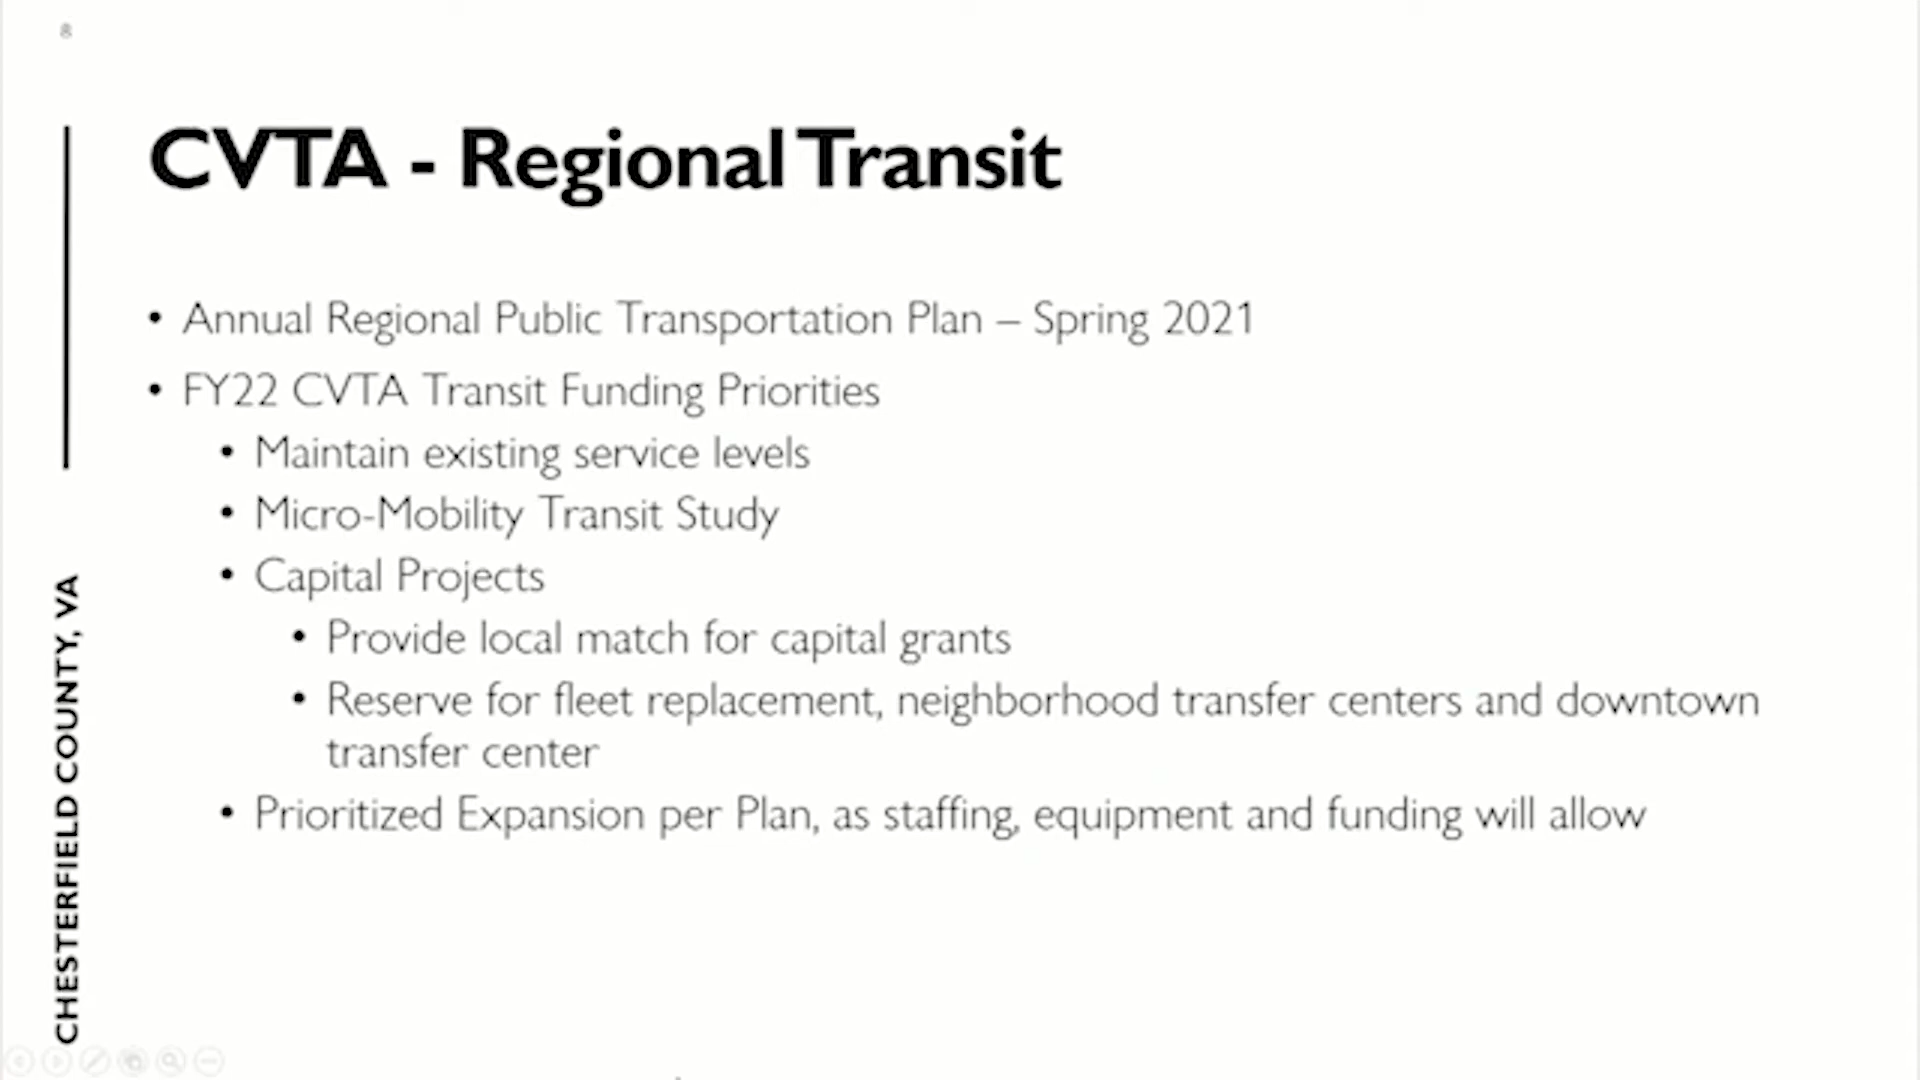 8
CVTA - Regional Transit
• Annual Regional Public Transportation Plan – Spring 2021
• FY22 CVTA Transit Funding Priorities
• Maintain existing service levels
• Micro-Mobility Transit Study
• Capital Projects
• Provide local match for capital grants
• Reserve for fleet replacement, neighborhood transfer centers and downtown
transfer center
• Prioritized Expansion per Plan, as staffing, equipment and funding will allow
CHESTERFIELD COUNTY, VA